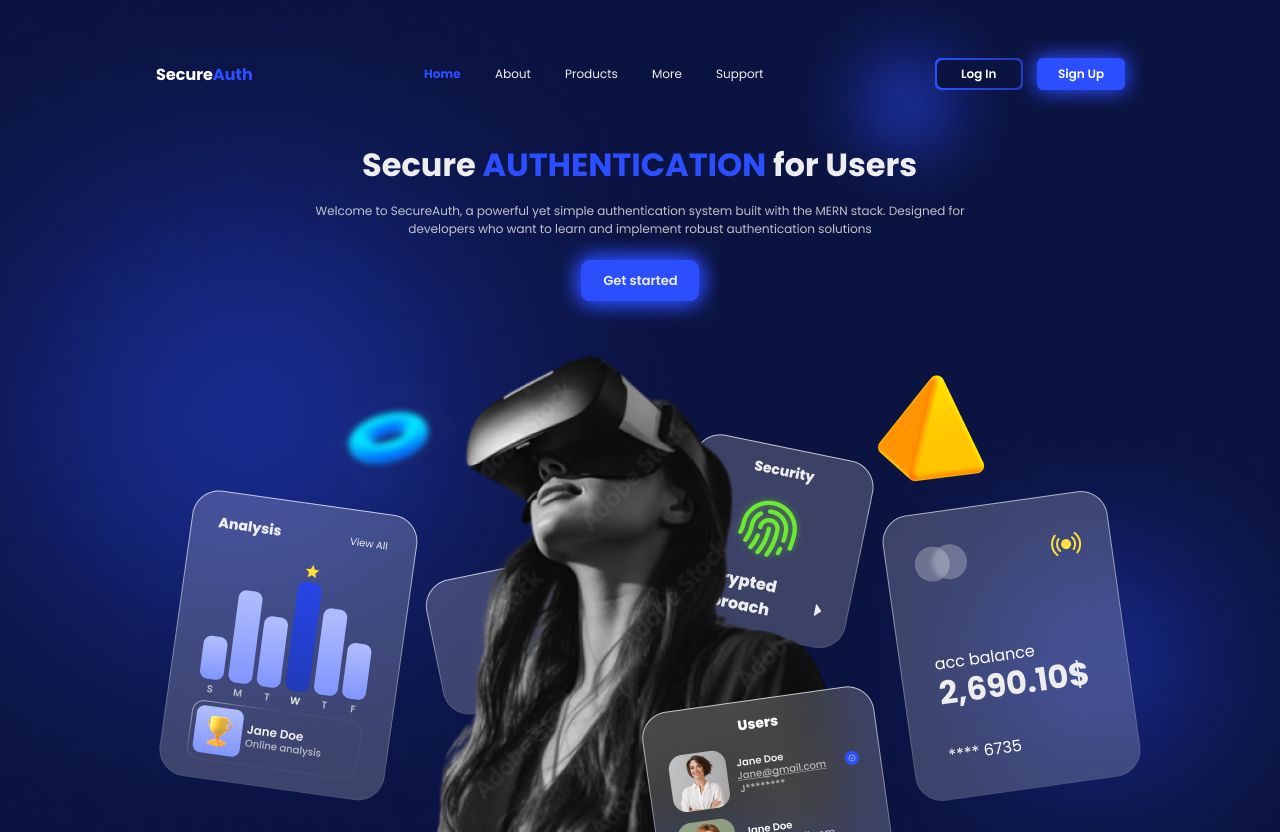 SecureAuth
Home
About
Products
More
Support
Log In
Sign Up
Secure AUTHENTICATION for Users
Welcome to SecureAuth, a powerful yet simple authentication system built with the MERN stack. Designed for
developers who want to learn and implement robust authentication solutions
Get started
Analysis
View All
S
M
T
W
T
F
Jane Doe
Online analysis
Security
rypted
roach
acc balance
2,690.10$
**** 6735
Users
Jane Doe
Jane@gmail.com
J********
Jane Doe
Adobe Stock